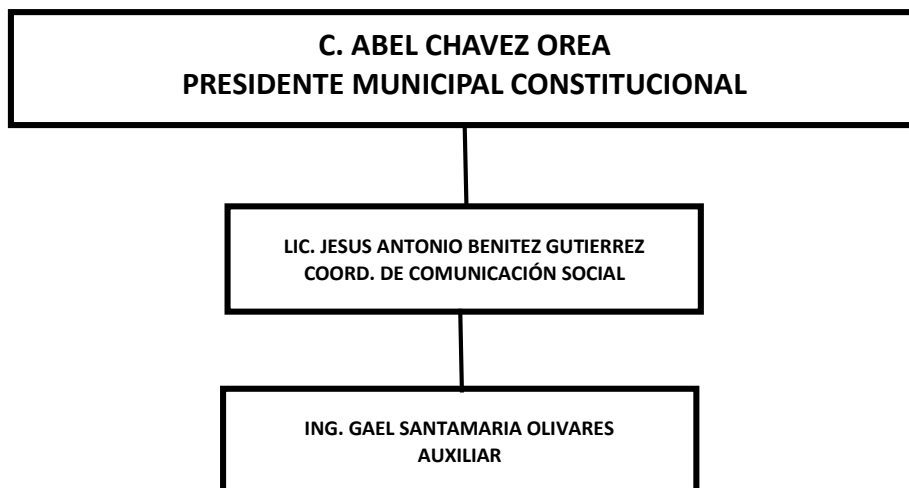 C. ABEL CHAVEZ OREA
PRESIDENTE MUNICIPAL CONSTITUCIONAL
LIC. JESUS ANTONIO BENITEZ GUTIERREZ
COORD. DE COMUNICACIÓN SOCIAL
ING. GAEL SANTAMARIA OLIVARES
AUXILIAR